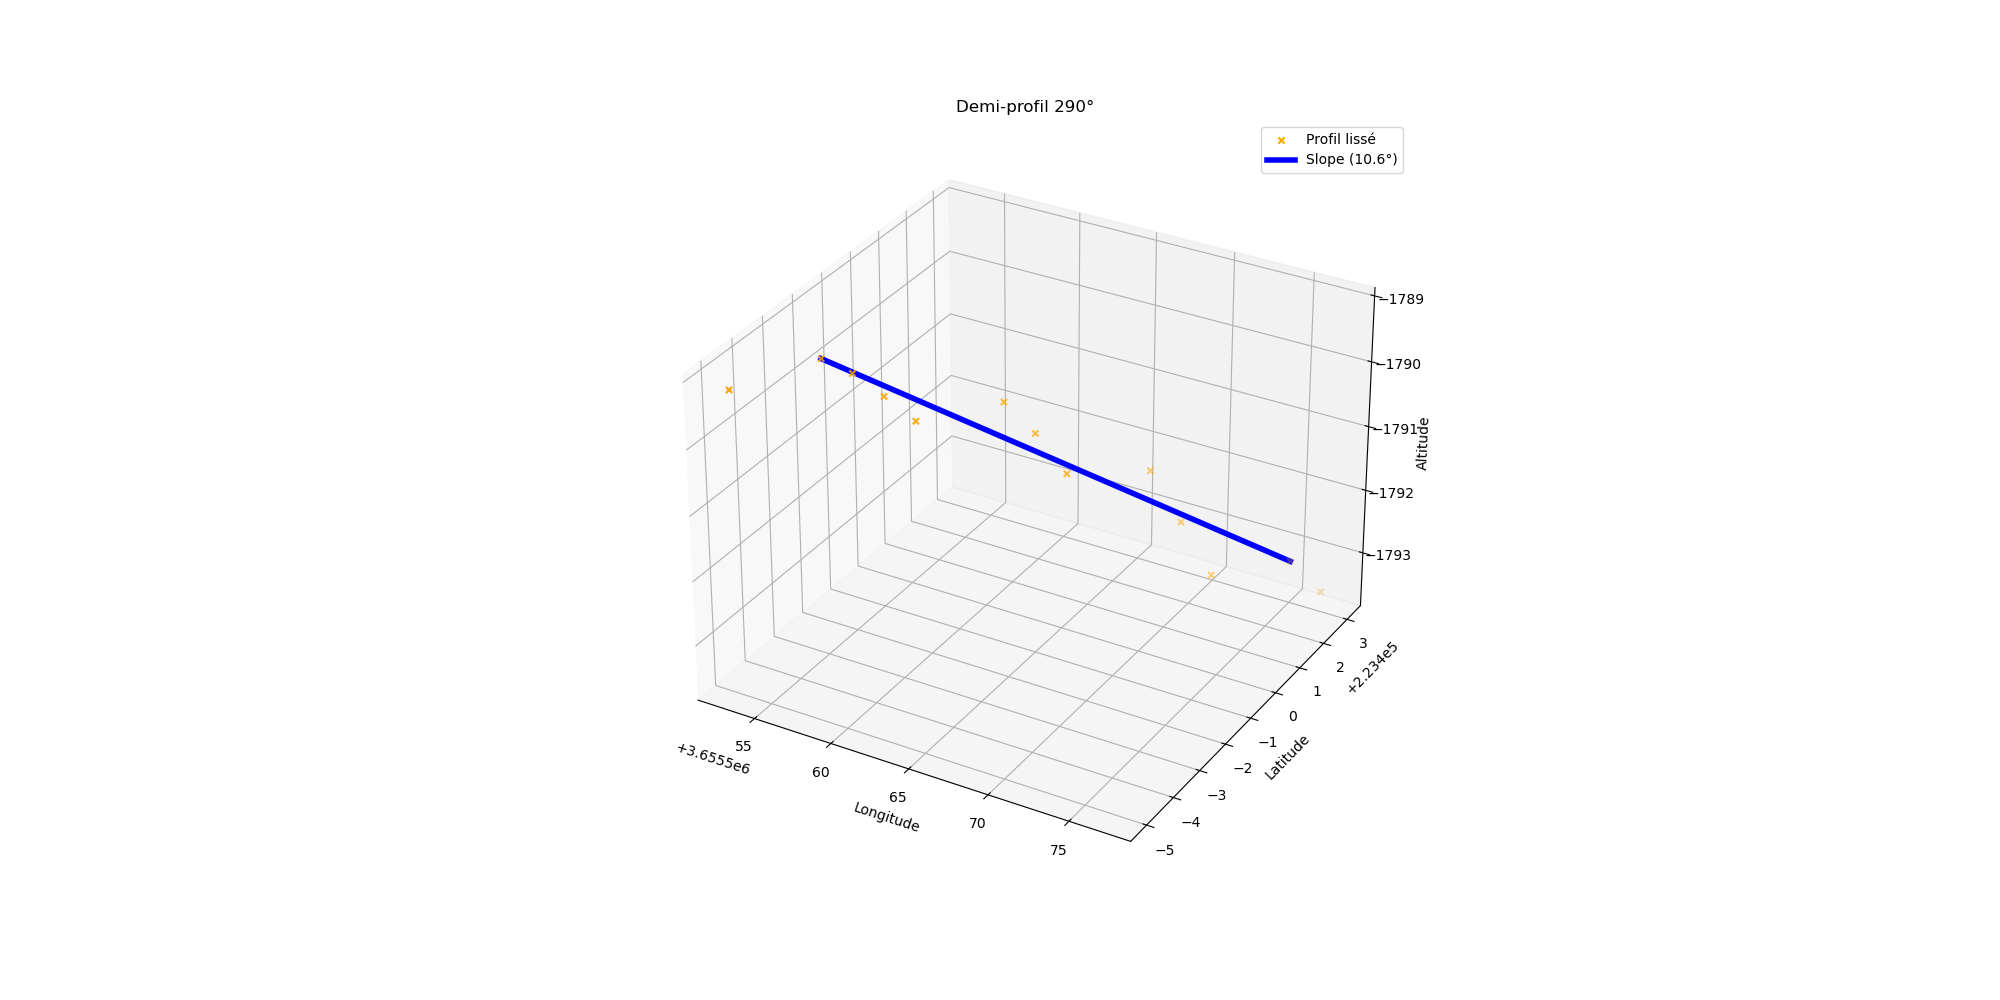 Demi-profil 290°
Profil lissé
Slope (10.6°)
−1789
−1790
−1791
−1792
−1793
Altitude
3
2
1
0
−1
−2
−3
−4
−5
+2.234e5
Latitude
55
60
65
70
75
+3.6555e6
Longitude